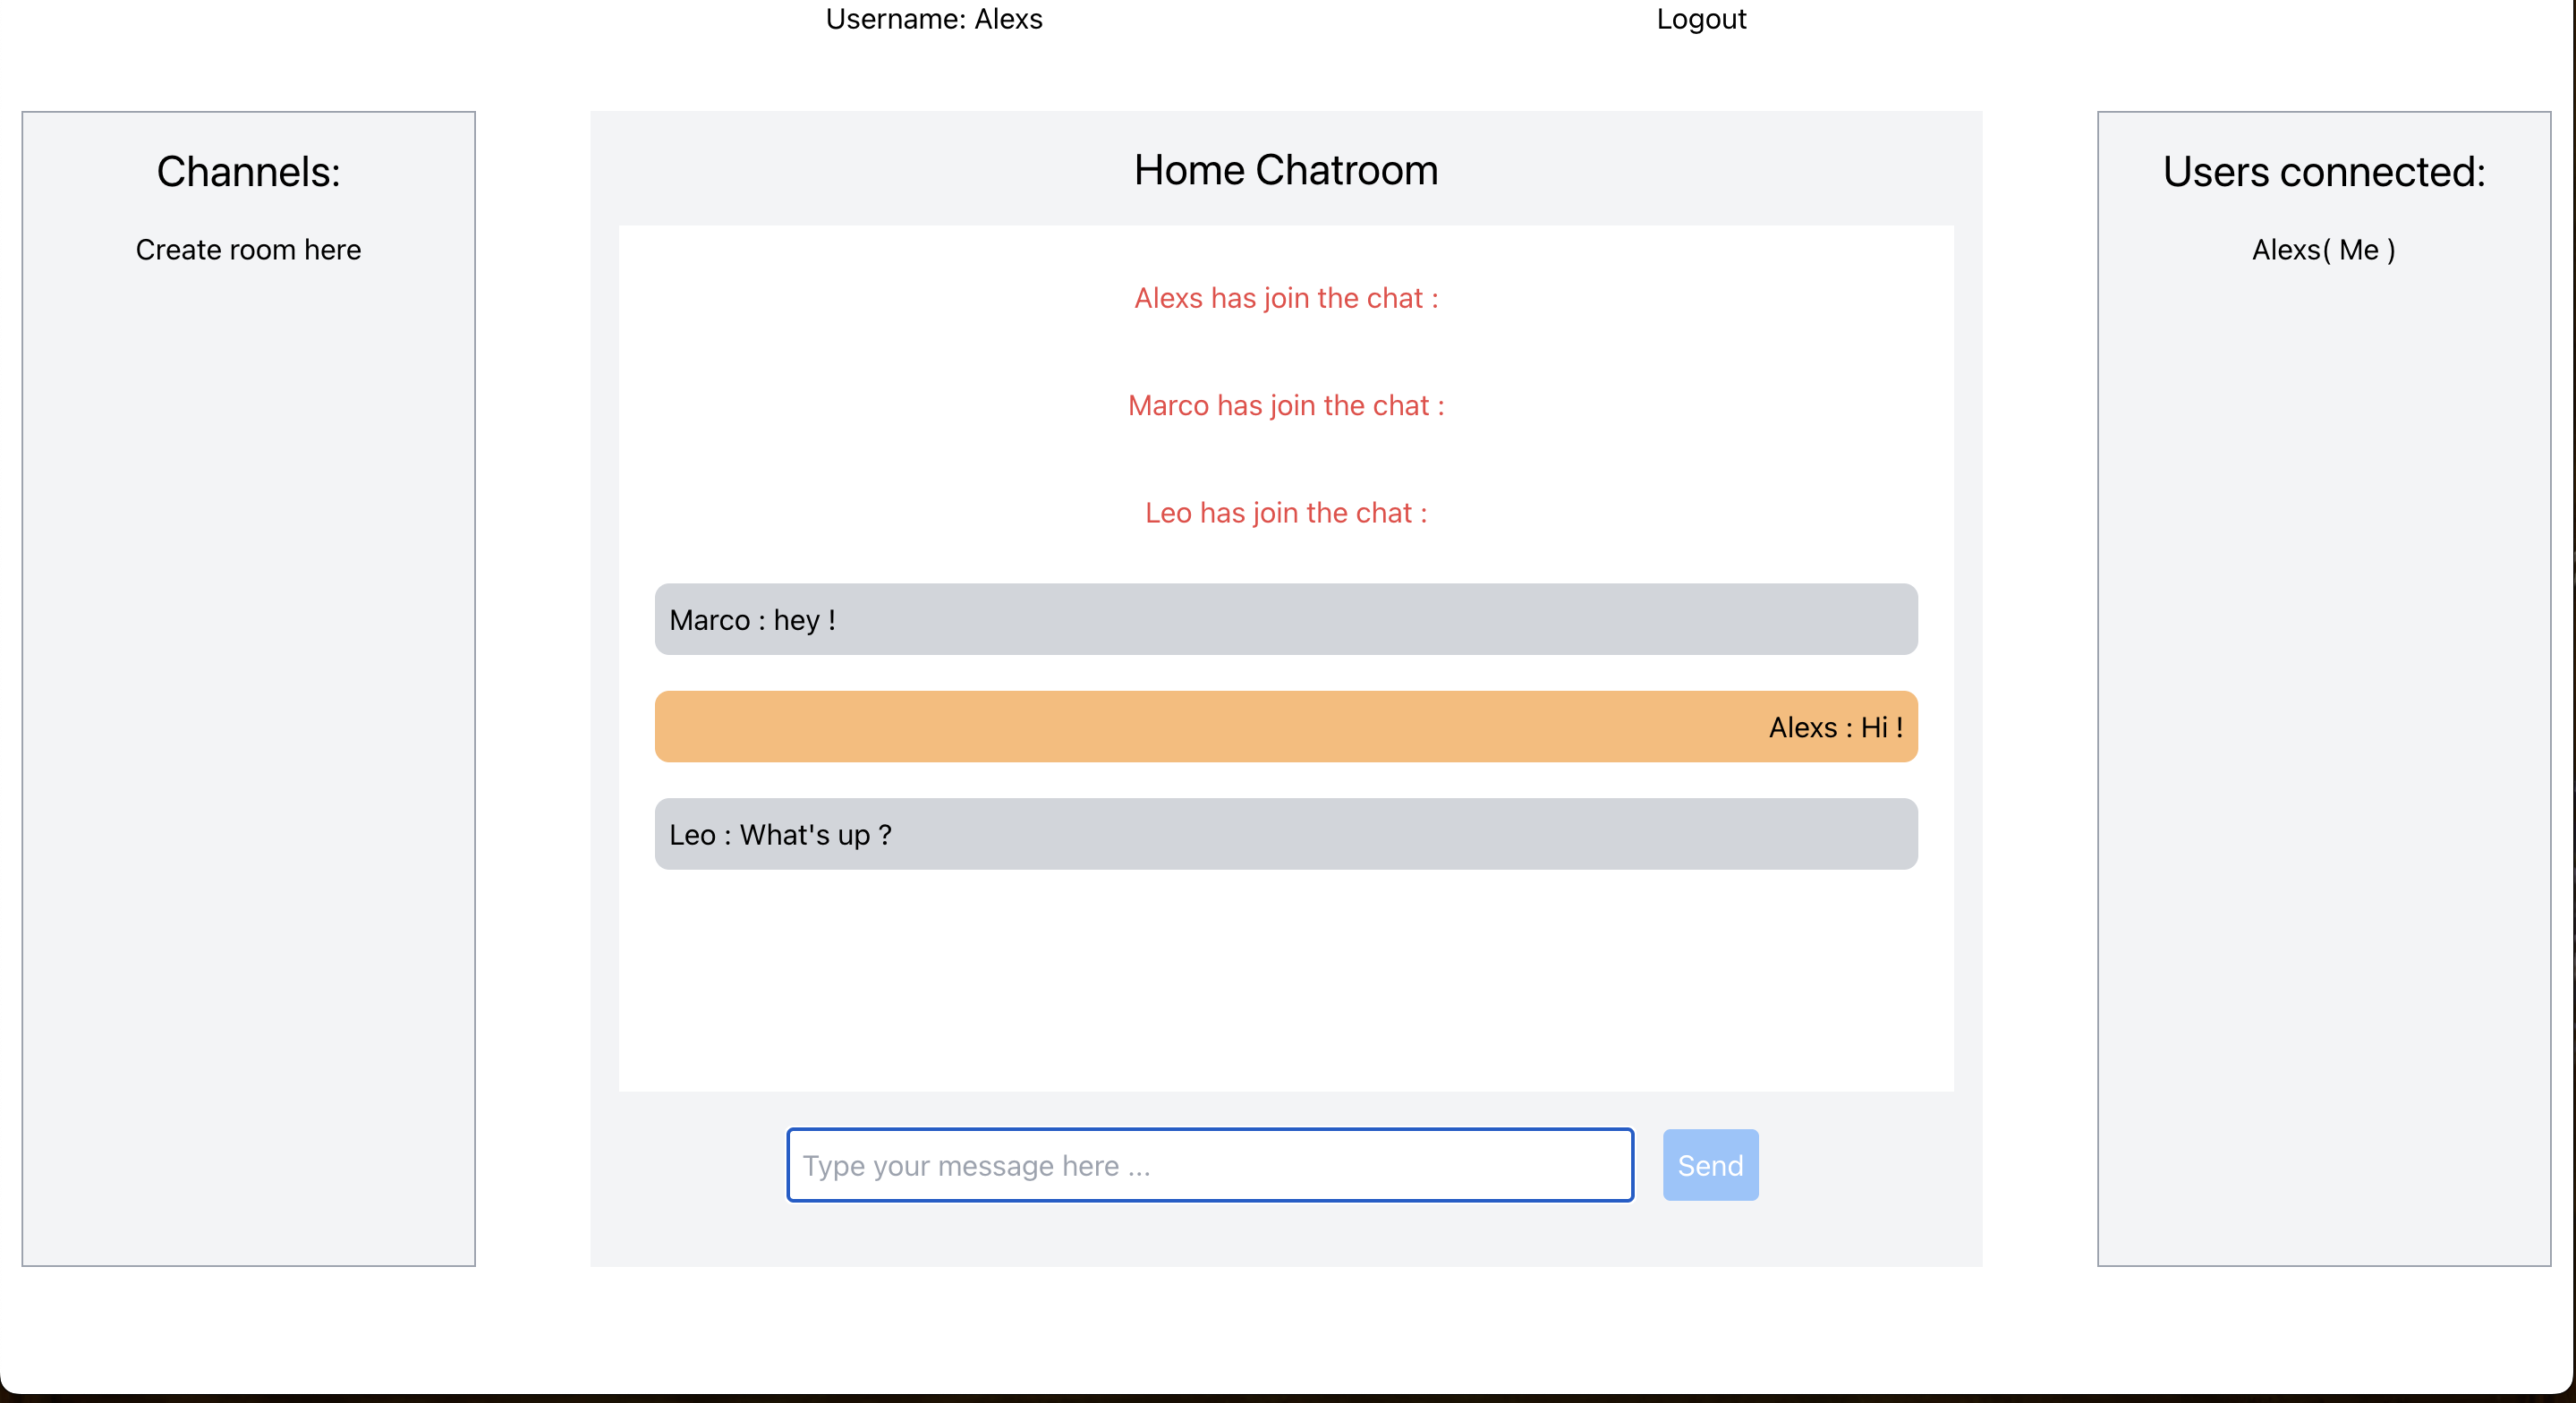 Username: Alexs
Logout
Channels:
Create room here
Home Chatroom
Alexs has join the chat :
Marco has join the chat :
Leo has join the chat :
Marco : hey !
Alexs : Hi !
Leo : What's up ?
Type your message here ...
Send
Users connected:
Alexs( Me )